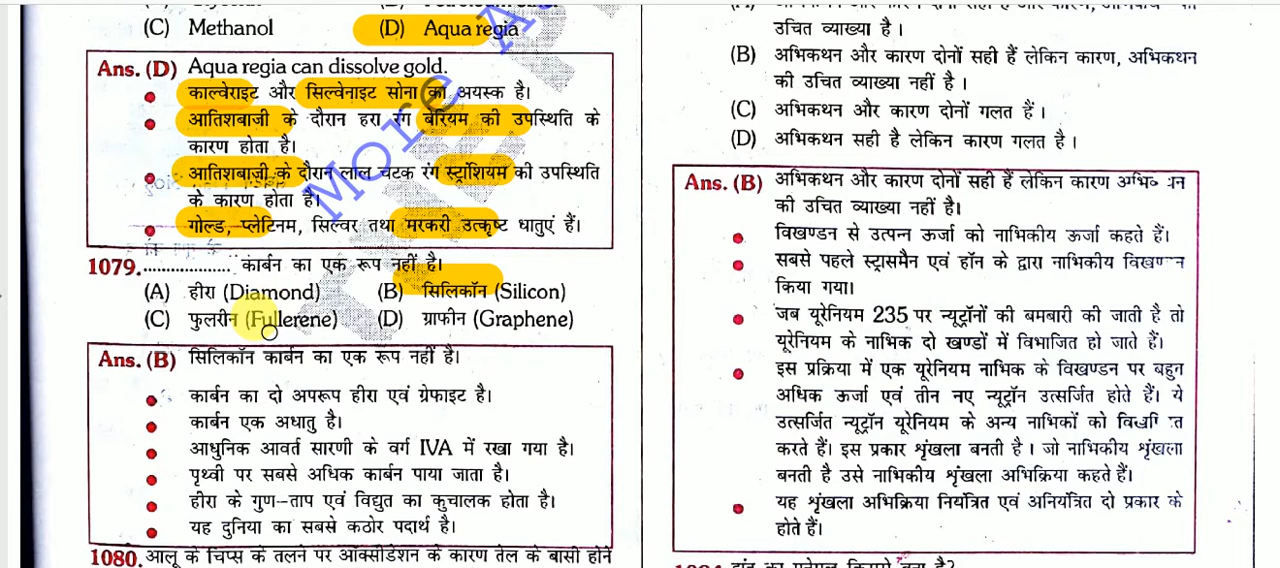 (C) Methanol (D) Aqua regia
Ans. (D) Aqua regia can dissolve gold.
काल्वेराइट और सिल्वेनाइट सोना का अयस्क है।
आतिशबाजी के दौरान हरा रंग बेरियम की उपस्थिति के
कारण होता है।
आतिशबाजी के दौरान लाल चटक रंग स्ट्रांशियम की उपस्थिति
के कारण होता है।
गोल्ड, प्लेटिनम, सिल्वर तथा मरकरी उत्कृष्ट धातुएं हैं।
1079. .................... कार्बन का एक रूप नहीं है।
(A) हीरा (Diamond) (B) सिलिकॉन (Silicon)
(C) फुलरीन (Fullerene) (D) ग्राफीन (Graphene)
Ans. (B) सिलिकॉन कार्बन का एक रूप नहीं है।
कार्बन का दो अपरूप हीरा एवं ग्रेफाइट है।
कार्बन एक अधातु है।
आधुनिक आवर्त सारणी के वर्ग IVA में रखा गया है।
पृथ्वी पर सबसे अधिक कार्बन पाया जाता है।
हीरा के गुण–ताप एवं विद्युत का कुचालक होता है।
यह दुनिया का सबसे कठोर पदार्थ है।
1080. आलू के चिप्स के तलने पर ऑक्सीडेशन के कारण तेल के बासी होने
उचित व्याख्या है।
(B) अभिकथन और कारण दोनों सही हैं लेकिन कारण, अभिकथन
की उचित व्याख्या नहीं है।
(C) अभिकथन और कारण दोनों गलत हैं।
(D) अभिकथन सही है लेकिन कारण गलत है।
Ans. (B) अभिकथन और कारण दोनों सही हैं लेकिन कारण अभिकथन
की उचित व्याख्या नहीं है।
विखण्डन से उत्पन्न ऊर्जा को नाभिकीय ऊर्जा कहते हैं।
सबसे पहले स्ट्रासमैन एवं हॉन के द्वारा नाभिकीय विखण्डन
किया गया।
जब यूरेनियम 235 पर न्यूट्रॉनों की बमबारी की जाती है तो
यूरेनियम के नाभिक दो खण्डों में विभाजित हो जाते हैं।
इस प्रक्रिया में एक यूरेनियम नाभिक के विखण्डन पर बहुत
अधिक ऊर्जा एवं तीन नए न्यूट्रॉन उत्सर्जित होते हैं। ये
उत्सर्जित न्यूट्रॉन यूरेनियम के अन्य नाभिकों को विखण्डित
करते हैं। इस प्रकार शृंखला बनती है। जो नाभिकीय शृंखला
बनती है उसे नाभिकीय शृंखला अभिक्रिया कहते हैं।
यह शृंखला अभिक्रिया नियंत्रित एवं अनियंत्रित दो प्रकार के
होते हैं।
More